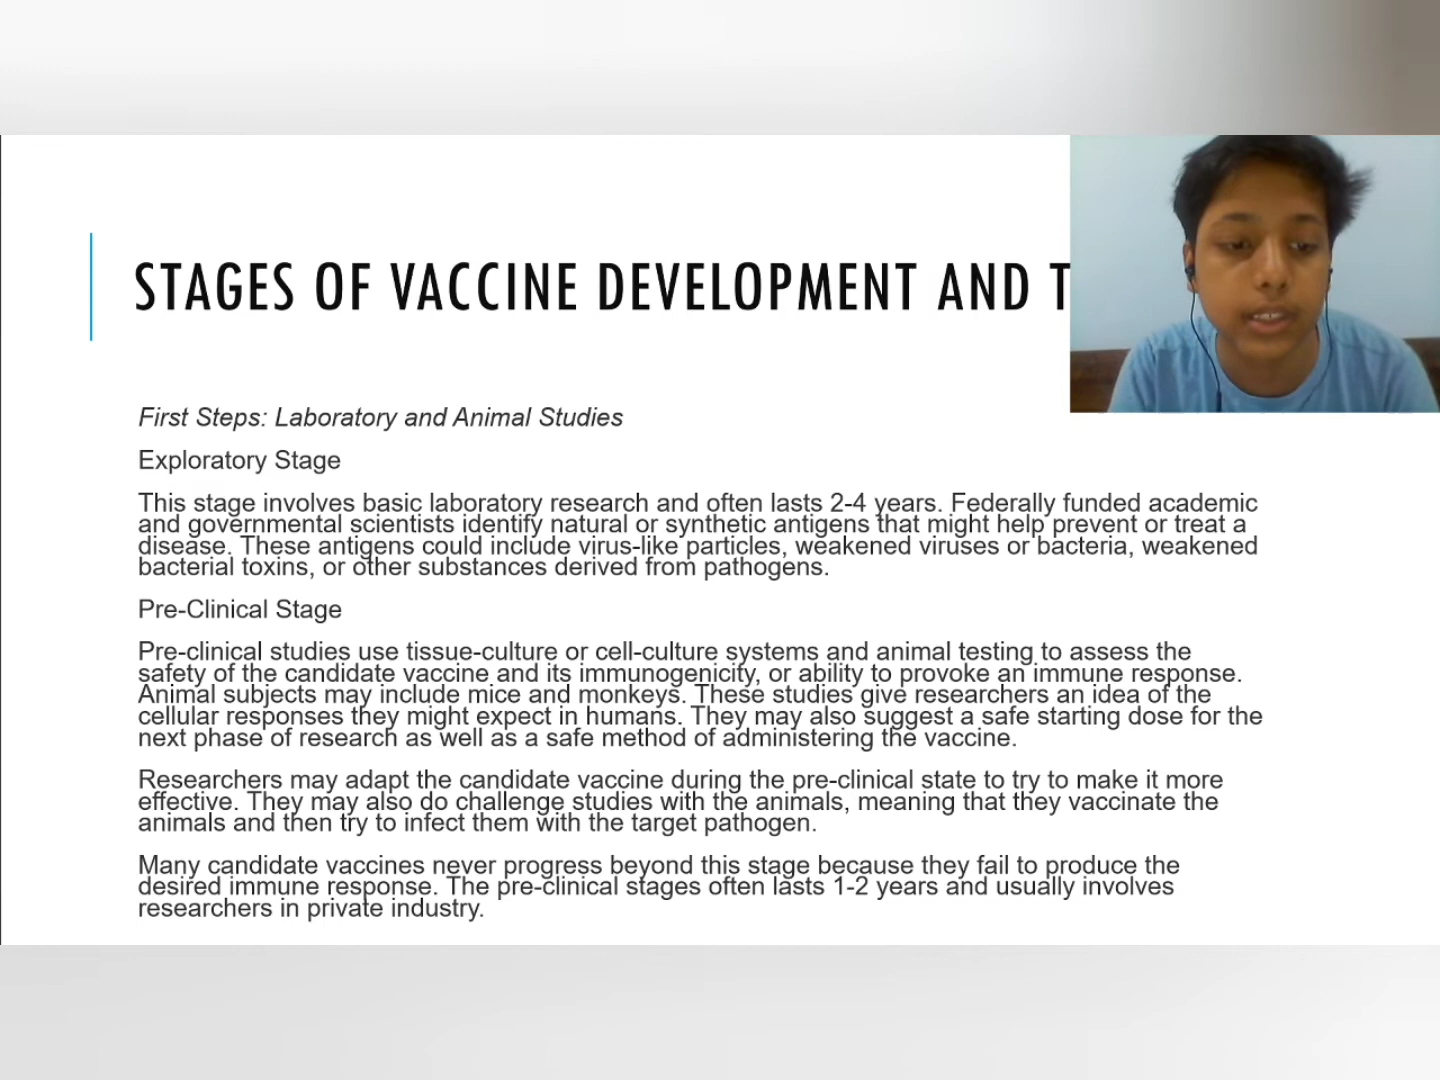 STAGES OF VACCINE DEVELOPMENT AND T
First Steps: Laboratory and Animal Studies
Exploratory Stage
This stage involves basic laboratory research and often lasts 2-4 years. Federally funded academic
and governmental scientists identify natural or synthetic antigens that might help prevent or treat a
disease. These antigens could include virus-like particles, weakened viruses or bacteria, weakened
bacterial toxins, or other substances derived from pathogens.
Pre-Clinical Stage
Pre-clinical studies use tissue-culture or cell-culture systems and animal testing to assess the
safety of the candidate vaccine and its immunogenicity, or ability to provoke an immune response.
Animal subjects may include mice and monkeys. These studies give researchers an idea of the
cellular responses they might expect in humans. They may also suggest a safe starting dose for the
next phase of research as well as a safe method of administering the vaccine.
Researchers may adapt the candidate vaccine during the pre-clinical state to try to make it more
effective. They may also do challenge studies with the animals, meaning that they vaccinate the
animals and then try to infect them with the target pathogen.
Many candidate vaccines never progress beyond this stage because they fail to produce the
desired immune response. The pre-clinical stages often lasts 1-2 years and usually involves
researchers in private industry.